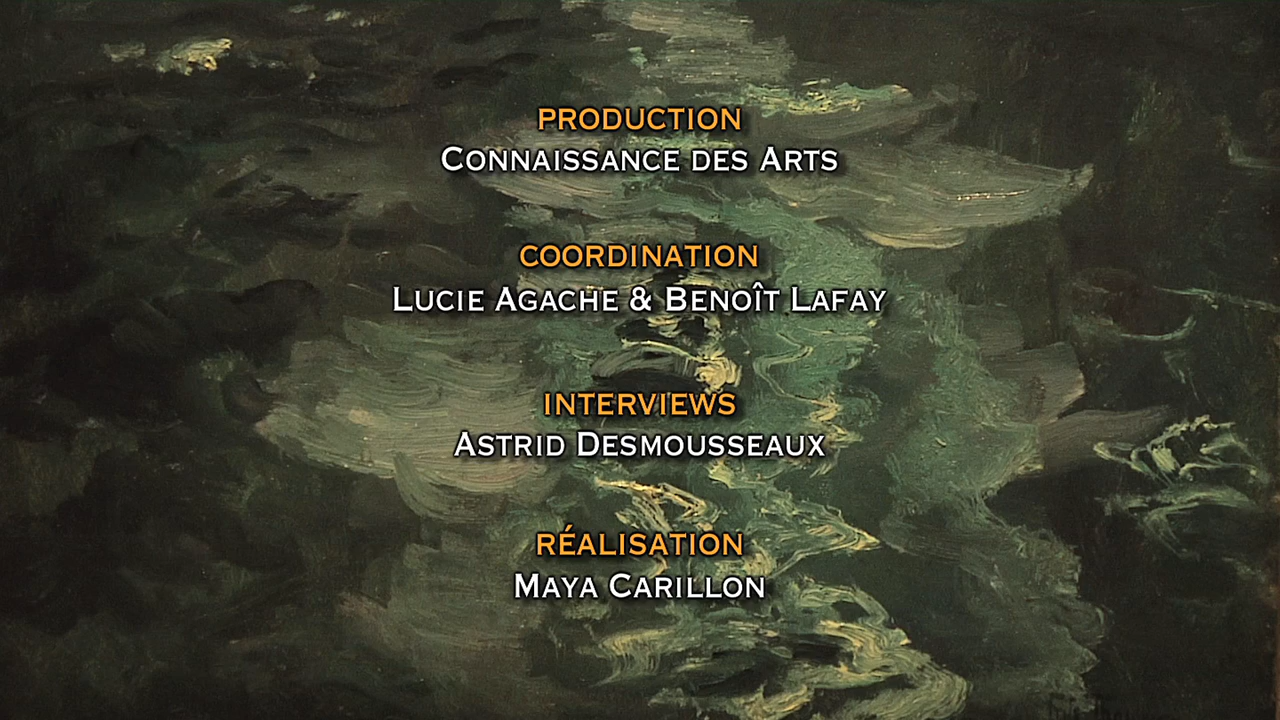 PRODUCTION
CONNAISSANCE DES ARTS
COORDINATION
LUCIE AGACHE & BENOÎT LAFAY
INTERVIEWS
ASTRID DESMOUSSEAUX
RÉALISATION
MAYA CARILLON